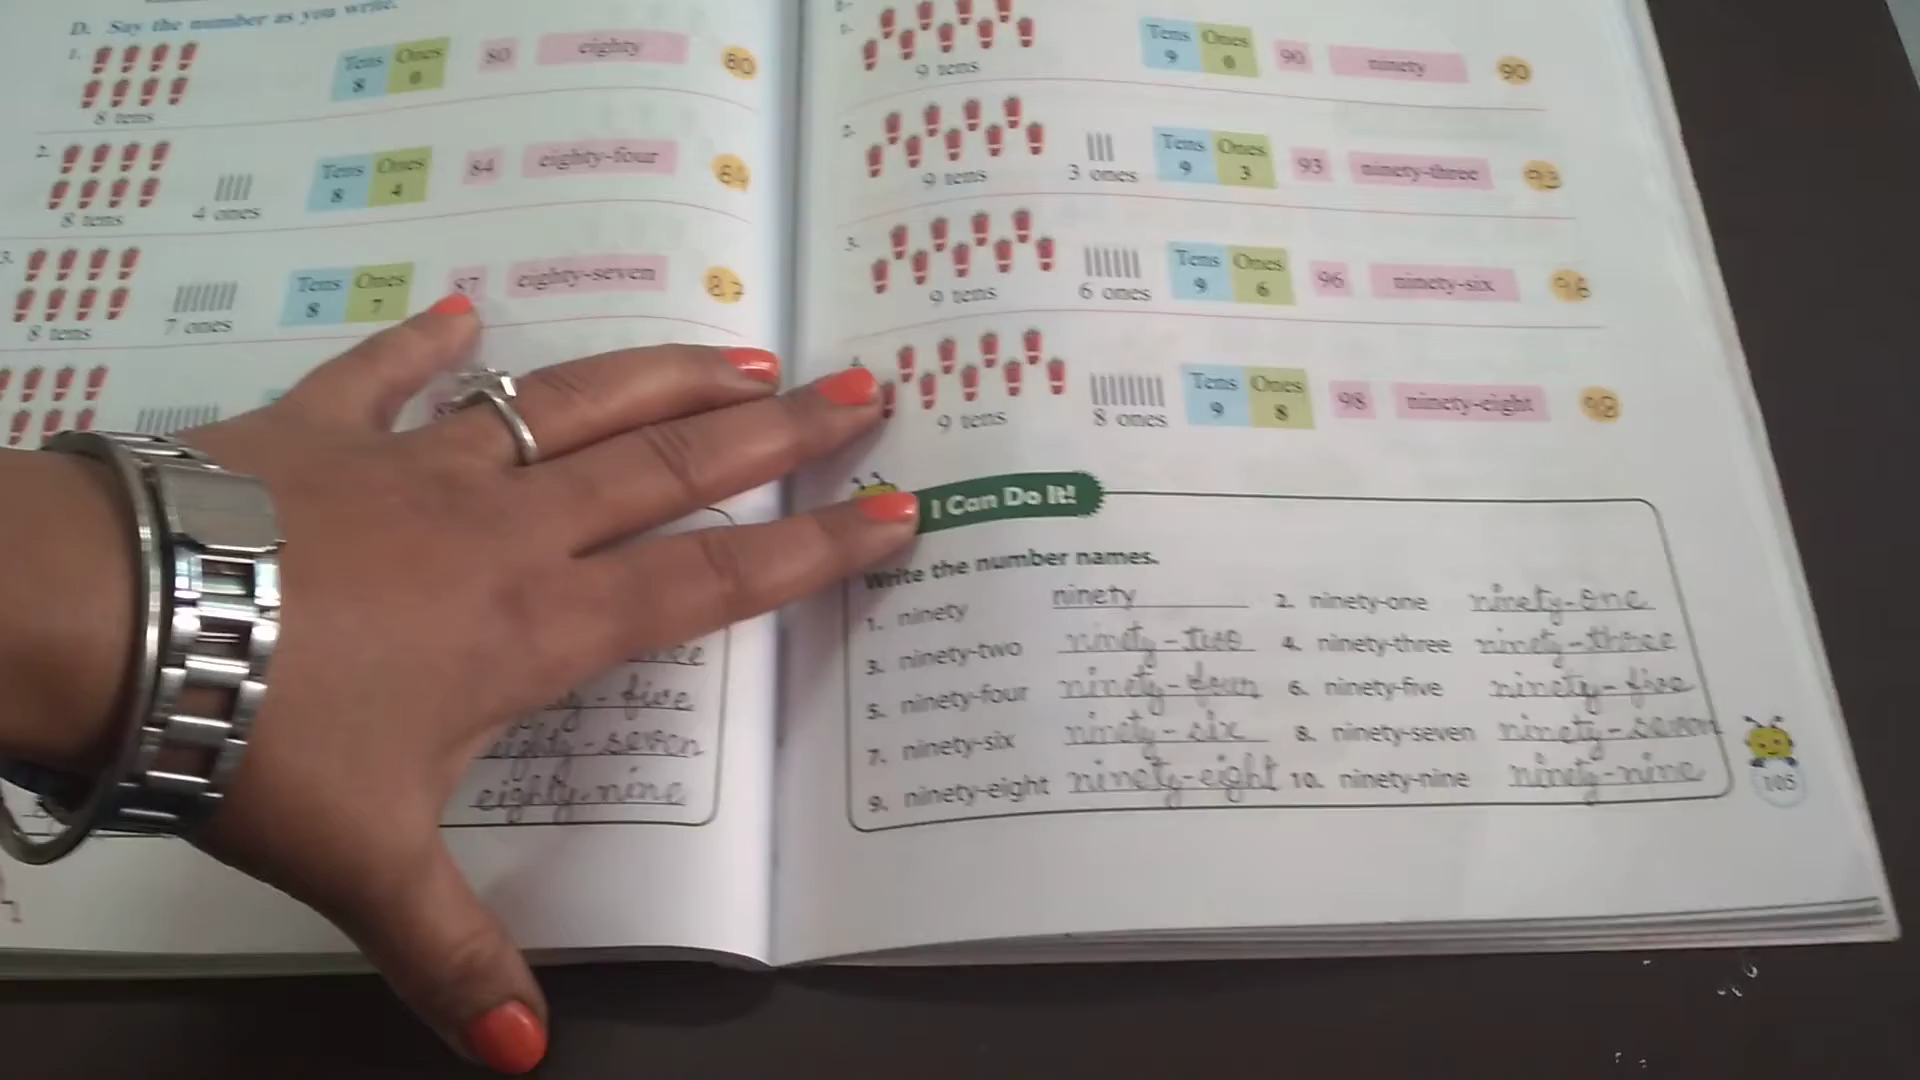 D. Say the number as you write.
1.
Tens Ones
8 0
80 eighty 80
8 tens
2.
Tens Ones
8 4
84 eighty-four 84
8 tens 4 ones
3.
Tens Ones
8 7
87 eighty-seven 87
8 tens 7 ones
- five
eighty - seven
eighty-nine
1.
Tens Ones
9 0
90 ninety 90
9 tens
2.
Tens Ones
9 3
93 ninety-three 93
9 tens 3 ones
3.
Tens Ones
9 6
96 ninety-six 96
9 tens 6 ones
Tens Ones
9 8
98 ninety-eight 98
9 tens 8 ones
I Can Do It!
Write the number names.
1. ninety ninety 2. ninety-one ninety-one
3. ninety-two ninety-two 4. ninety-three ninety-three
5. ninety-four ninety-four 6. ninety-five ninety-five
7. ninety-six ninety-six 8. ninety-seven ninety-seven
9. ninety-eight ninety-eight 10. ninety-nine ninety-nine
105